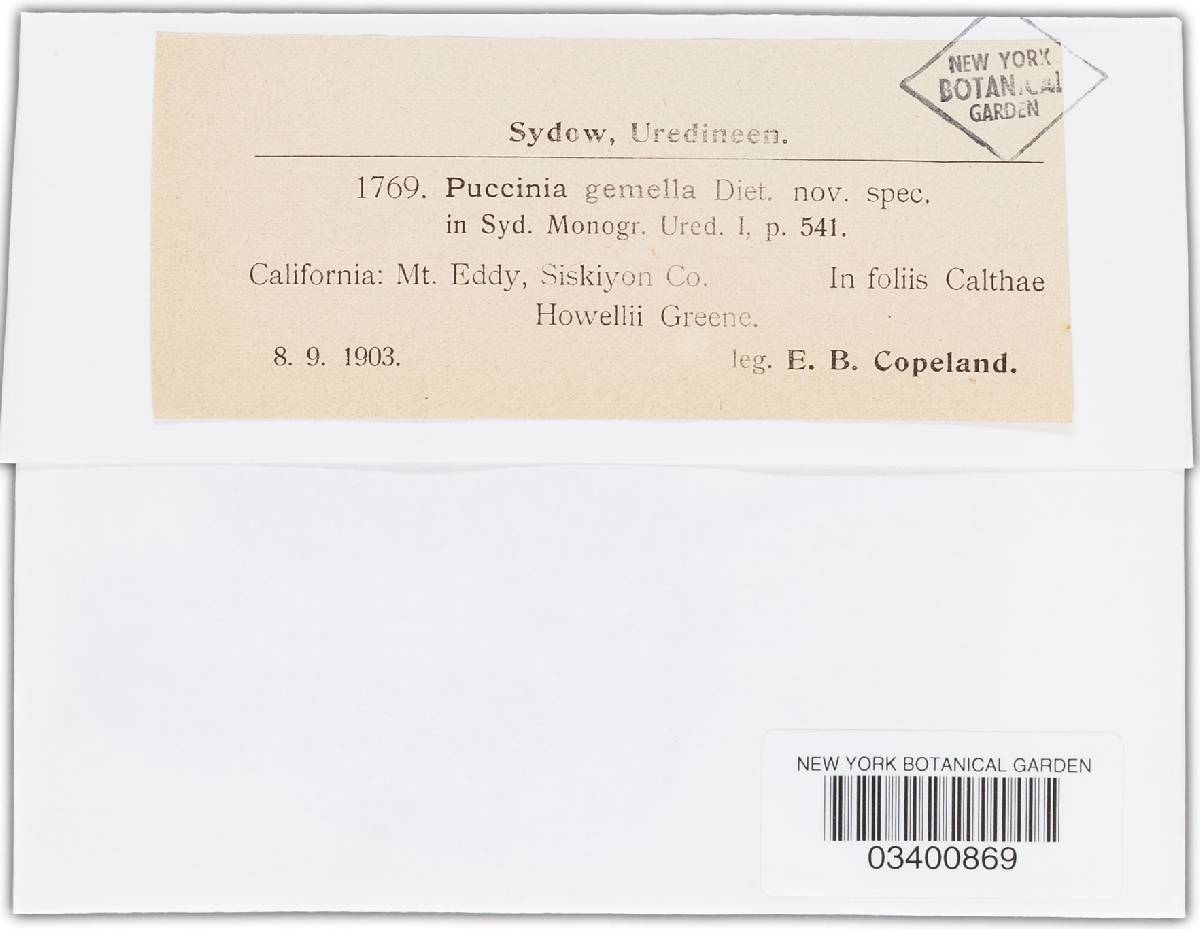 NEW YORK
BOTANICAL
GARDEN
Sydow, Uredineen.
1769. Puccinia gemella Diet. nov. spec.
in Syd. Monogr. Ured. I, p. 541.
California: Mt. Eddy, Siskiyon Co. In foliis Calthae
Howellii Greene.
8. 9. 1903. leg. E. B. Copeland.
NEW YORK BOTANICAL GARDEN
03400869